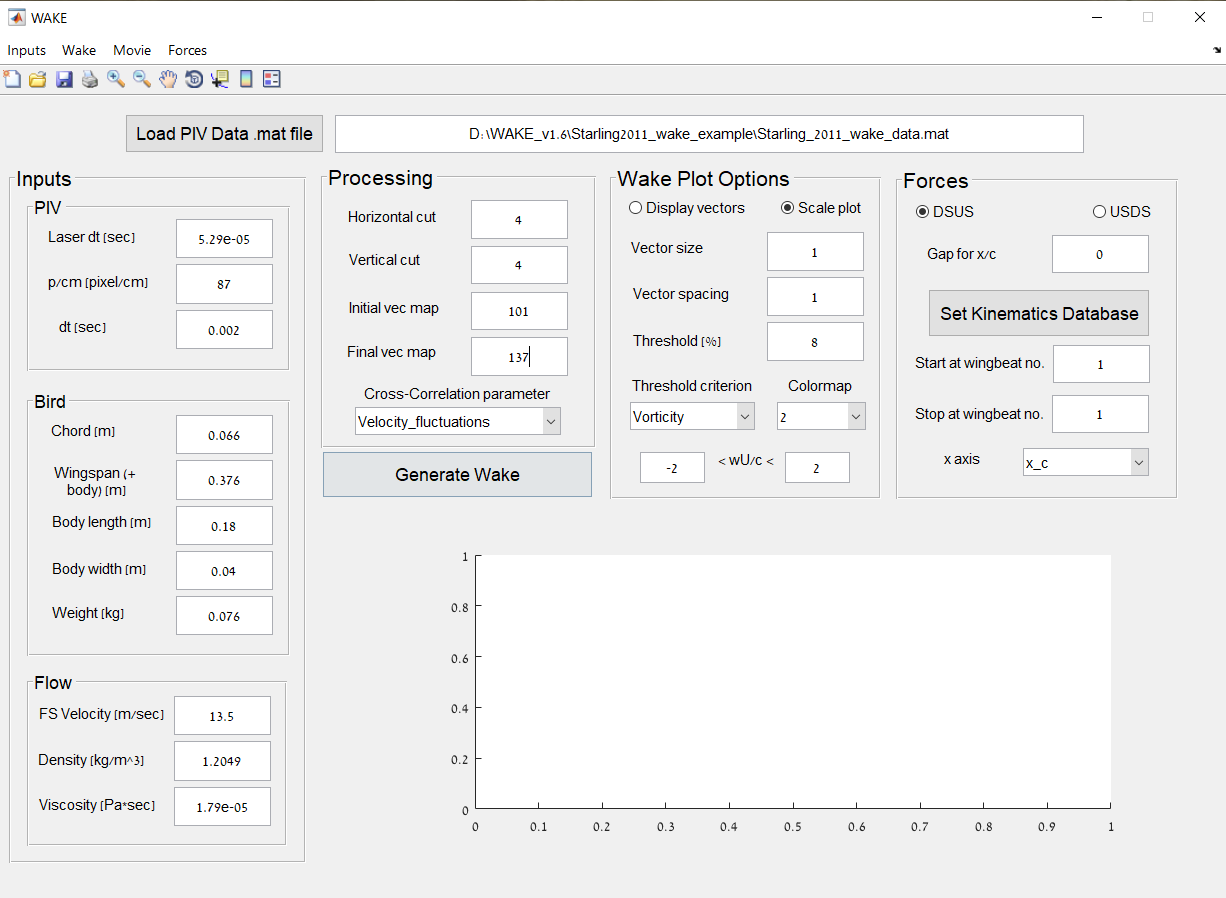 WAKE
Inputs Wake Movie Forces
Load PIV Data .mat file
D:\WAKE_v1.6\Starling2011_wake_example\Starling_2011_wake_data.mat
Inputs
PIV
Laser dt [sec] 5.29e-05
p/cm [pixel/cm] 87
dt [sec] 0.002
Bird
Chord [m] 0.066
Wingspan (+
body) [m] 0.376
Body length [m] 0.18
Body width [m] 0.04
Weight [kg] 0.076
Flow
FS Velocity [m/sec] 13.5
Density [kg/m^3] 1.2049
Viscosity [Pa*sec] 1.79e-05
Processing
Horizontal cut 4
Vertical cut 4
Initial vec map 101
Final vec map 137
Cross-Correlation parameter
Velocity_fluctuations
Generate Wake
Wake Plot Options
Display vectors Scale plot
Vector size 1
Vector spacing 1
Threshold [%] 8
Threshold criterion Colormap
Vorticity 2
-2 < wU/c < 2
Forces
DSUS USDS
Gap for x/c 0
Set Kinematics Database
Start at wingbeat no. 1
Stop at wingbeat no. 1
x axis x_c
1
0.8
0.6
0.4
0.2
0
0 0.1 0.2 0.3 0.4 0.5 0.6 0.7 0.8 0.9 1